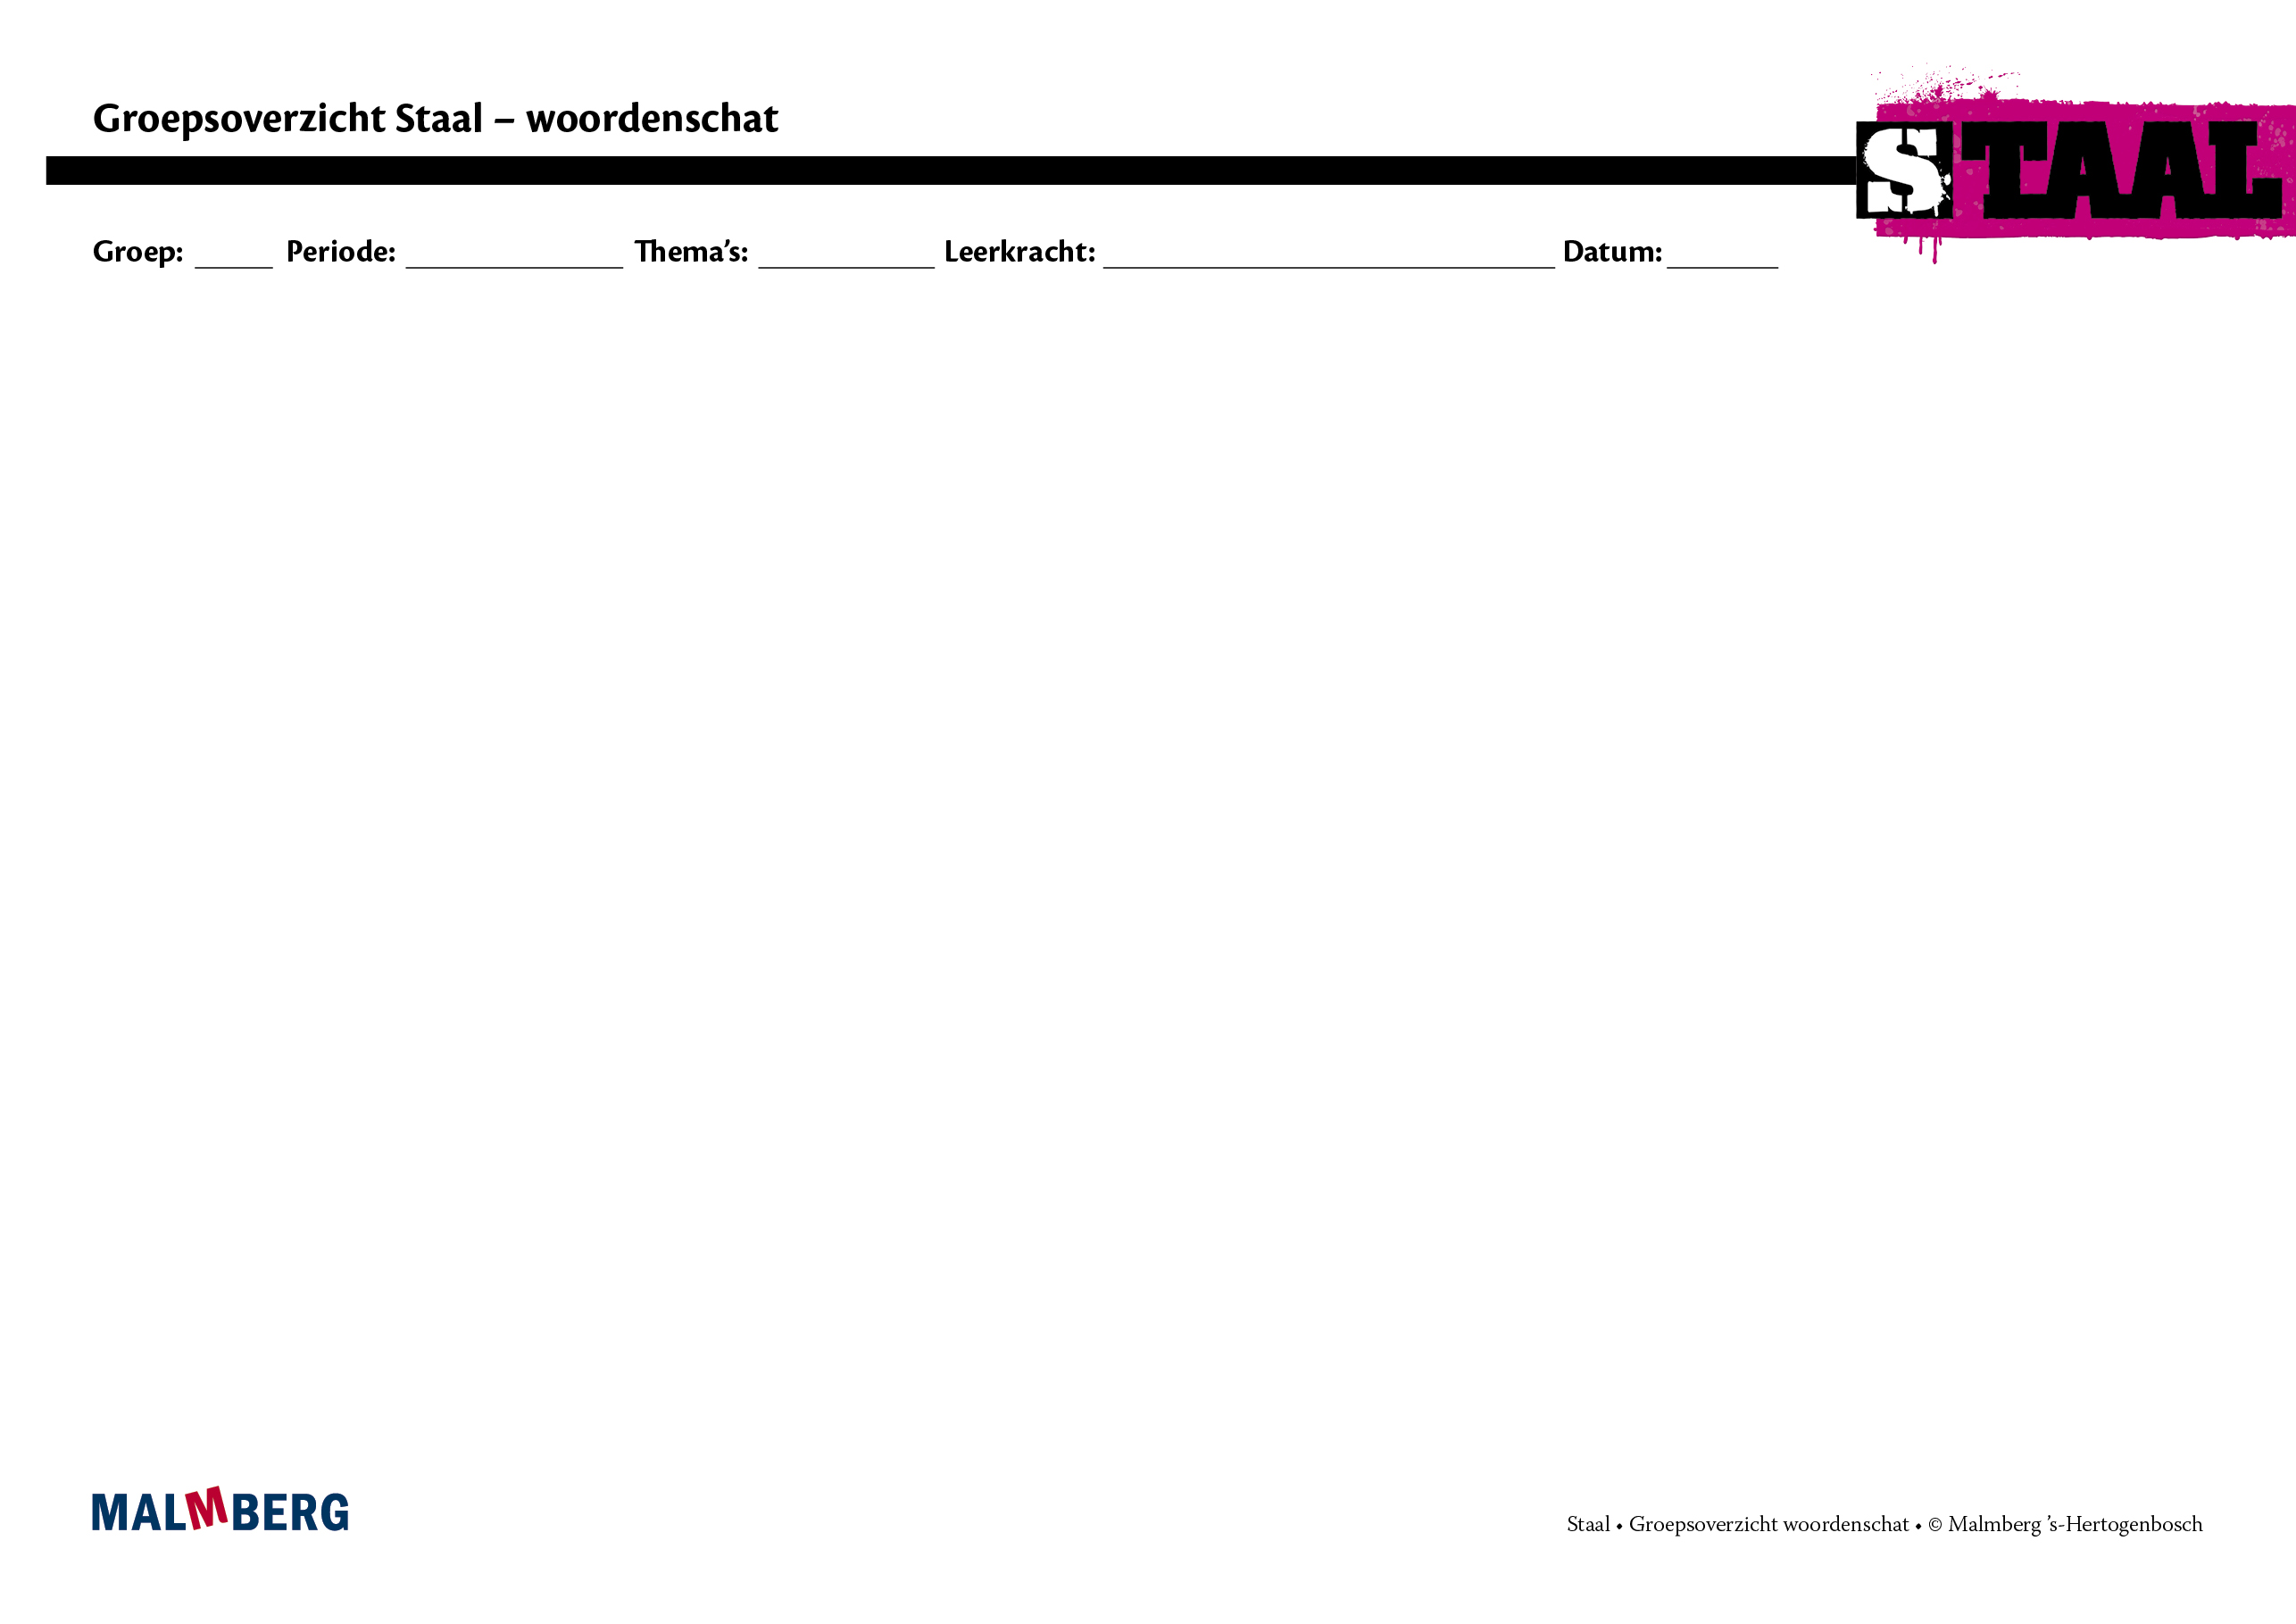 Groepsoverzicht Staal – woordenschat
STAAL
Groep: Periode: Thema’s: Leerkracht: Datum:
MALMBERG
Staal • Groepsoverzicht woordenschat • © Malmberg ’s-Hertogenbosch